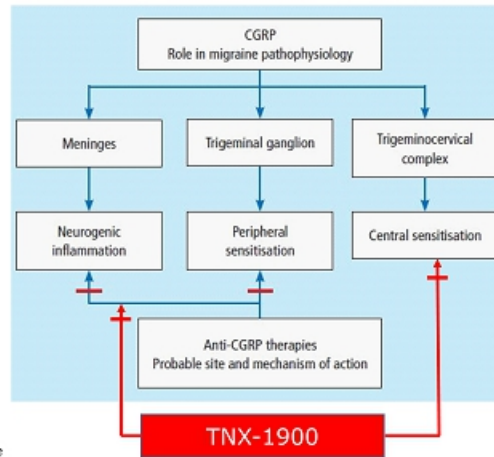 CGRP
Role in migraine pathophysiology
Meninges
Trigeminal ganglion
Trigeminocervical
complex
Neurogenic
inflammation
Peripheral
sensitisation
Central sensitisation
Anti-CGRP therapies
Probable site and mechanism of action
TNX-1900
e